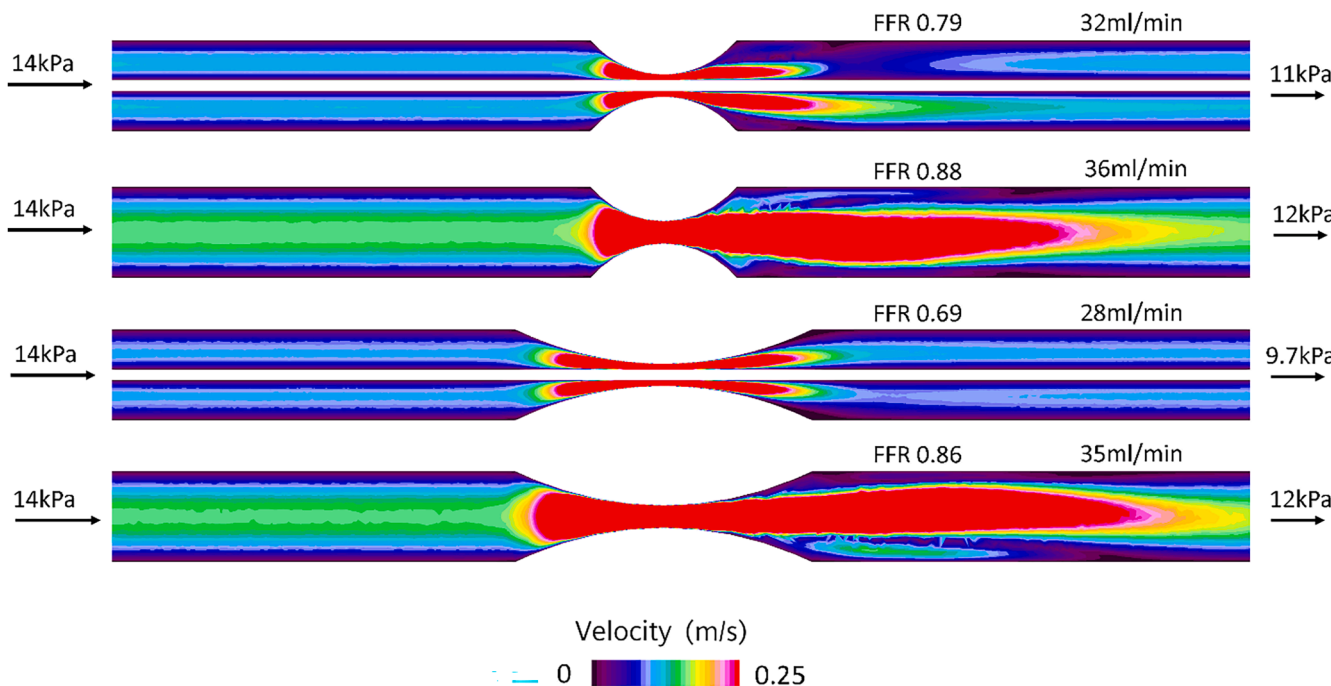 FFR 0.79 32ml/min
14kPa 11kPa
FFR 0.88 36ml/min
14kPa 12kPa
FFR 0.69 28ml/min
14kPa 9.7kPa
FFR 0.86 35ml/min
14kPa 12kPa
Velocity (m/s)
0 0.25